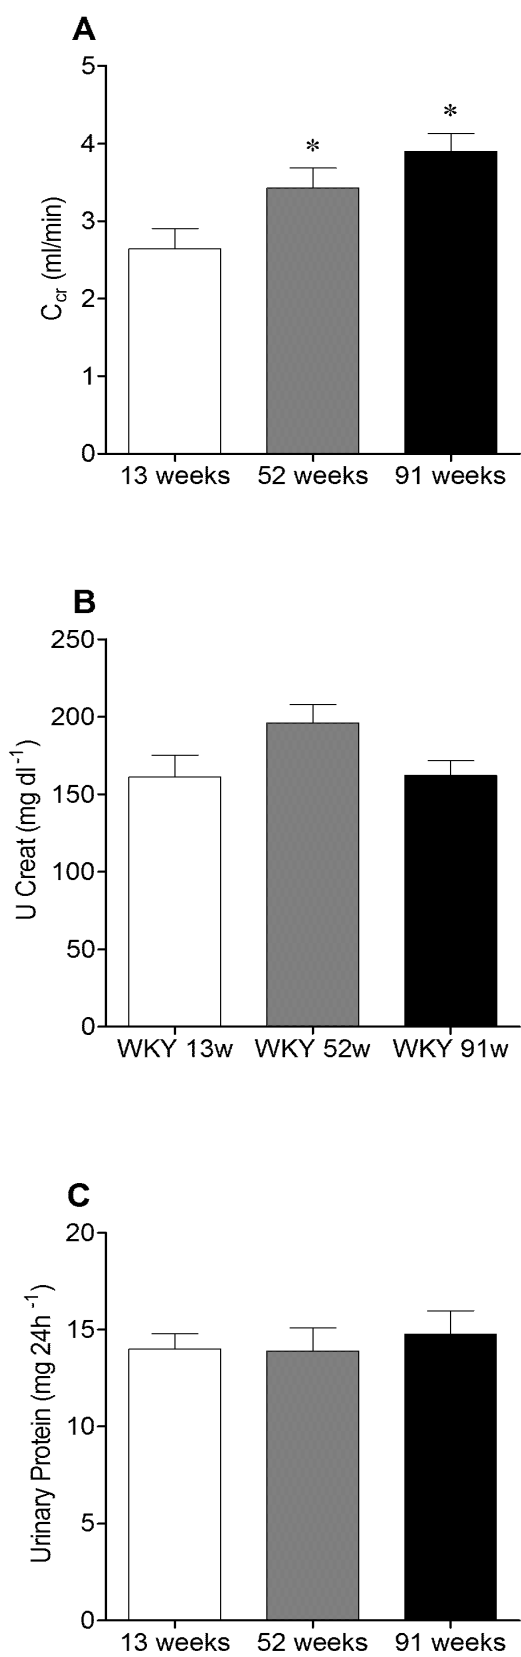 A
5
4
3
2
1
0
C_cr (ml/min)
*
*
13 weeks 52 weeks 91 weeks
B
250
200
150
100
50
0
U Creat (mg dl⁻¹)
WKY 13w WKY 52w WKY 91w
C
20
15
10
5
0
Urinary Protein (mg 24h ⁻¹)
13 weeks 52 weeks 91 weeks